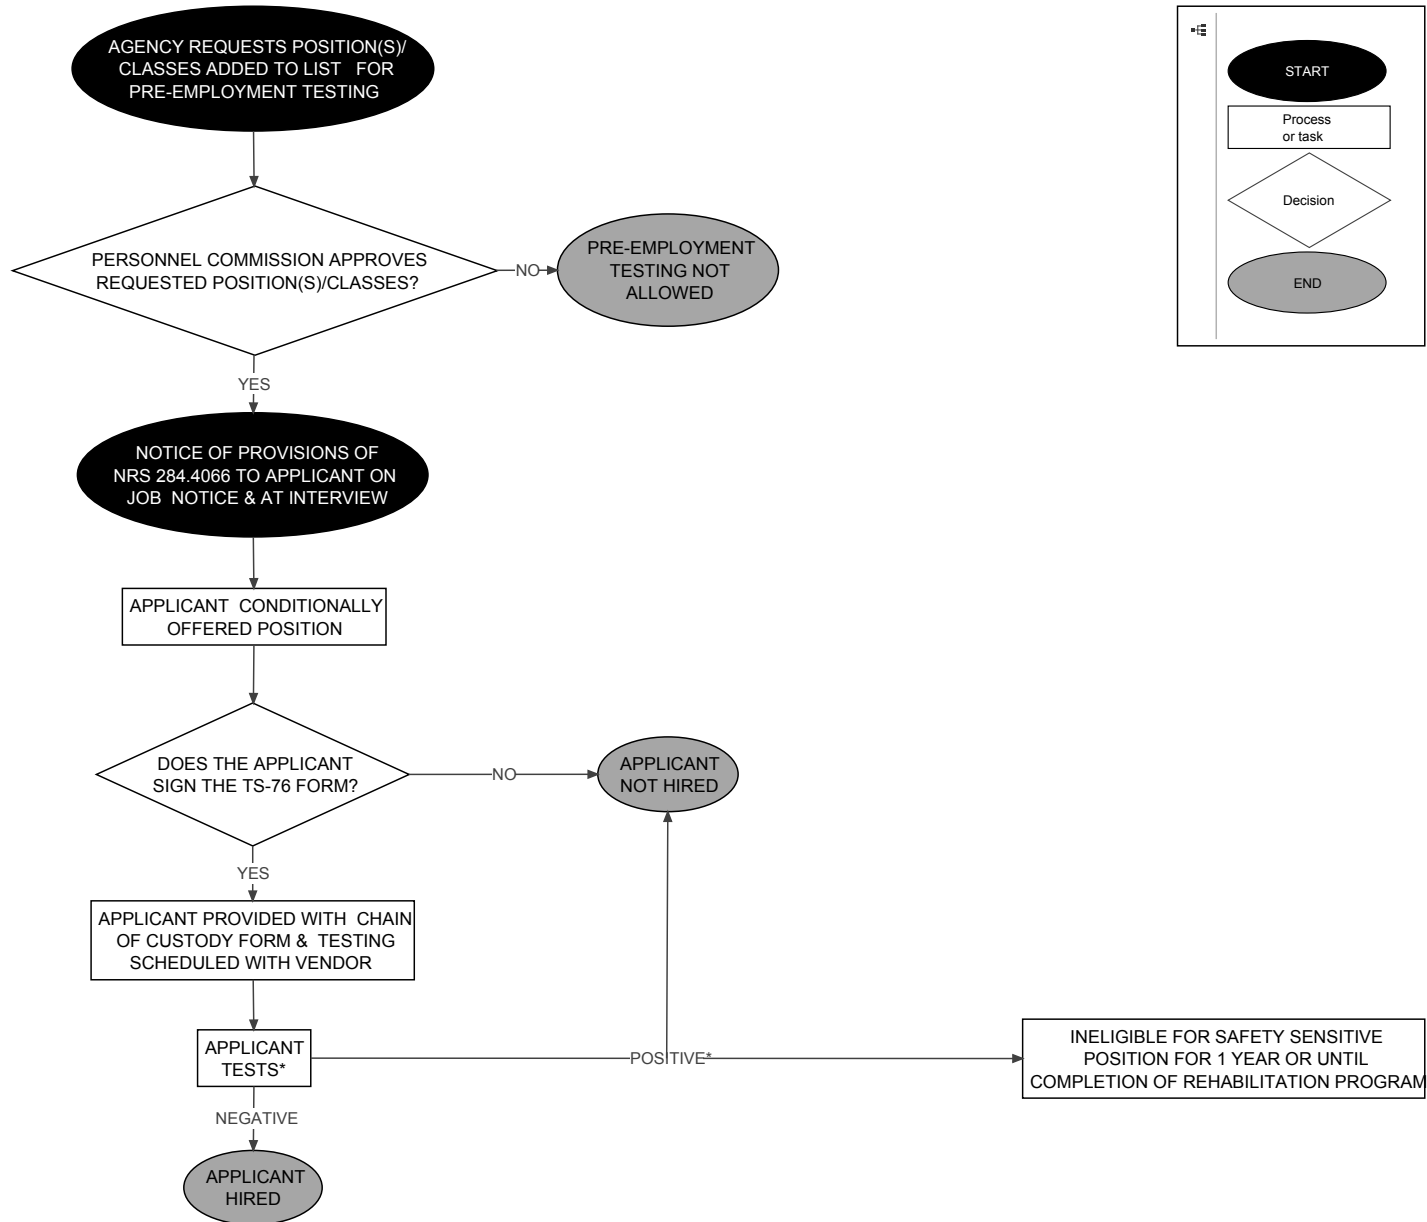 AGENCY REQUESTS POSITION(S)/
CLASSES ADDED TO LIST FOR
PRE-EMPLOYMENT TESTING
START
Process
or task
Decision
END
PERSONNEL COMMISSION APPROVES
REQUESTED POSITION(S)/CLASSES?
NO
PRE-EMPLOYMENT
TESTING NOT
ALLOWED
YES
NOTICE OF PROVISIONS OF
NRS 284.4066 TO APPLICANT ON
JOB NOTICE & AT INTERVIEW
APPLICANT CONDITIONALLY
OFFERED POSITION
DOES THE APPLICANT
SIGN THE TS-76 FORM?
NO
APPLICANT
NOT HIRED
YES
APPLICANT PROVIDED WITH CHAIN
OF CUSTODY FORM & TESTING
SCHEDULED WITH VENDOR
APPLICANT
TESTS*
POSITIVE*
INELIGIBLE FOR SAFETY SENSITIVE
POSITION FOR 1 YEAR OR UNTIL
COMPLETION OF REHABILITATION PROGRAM
NEGATIVE
APPLICANT
HIRED